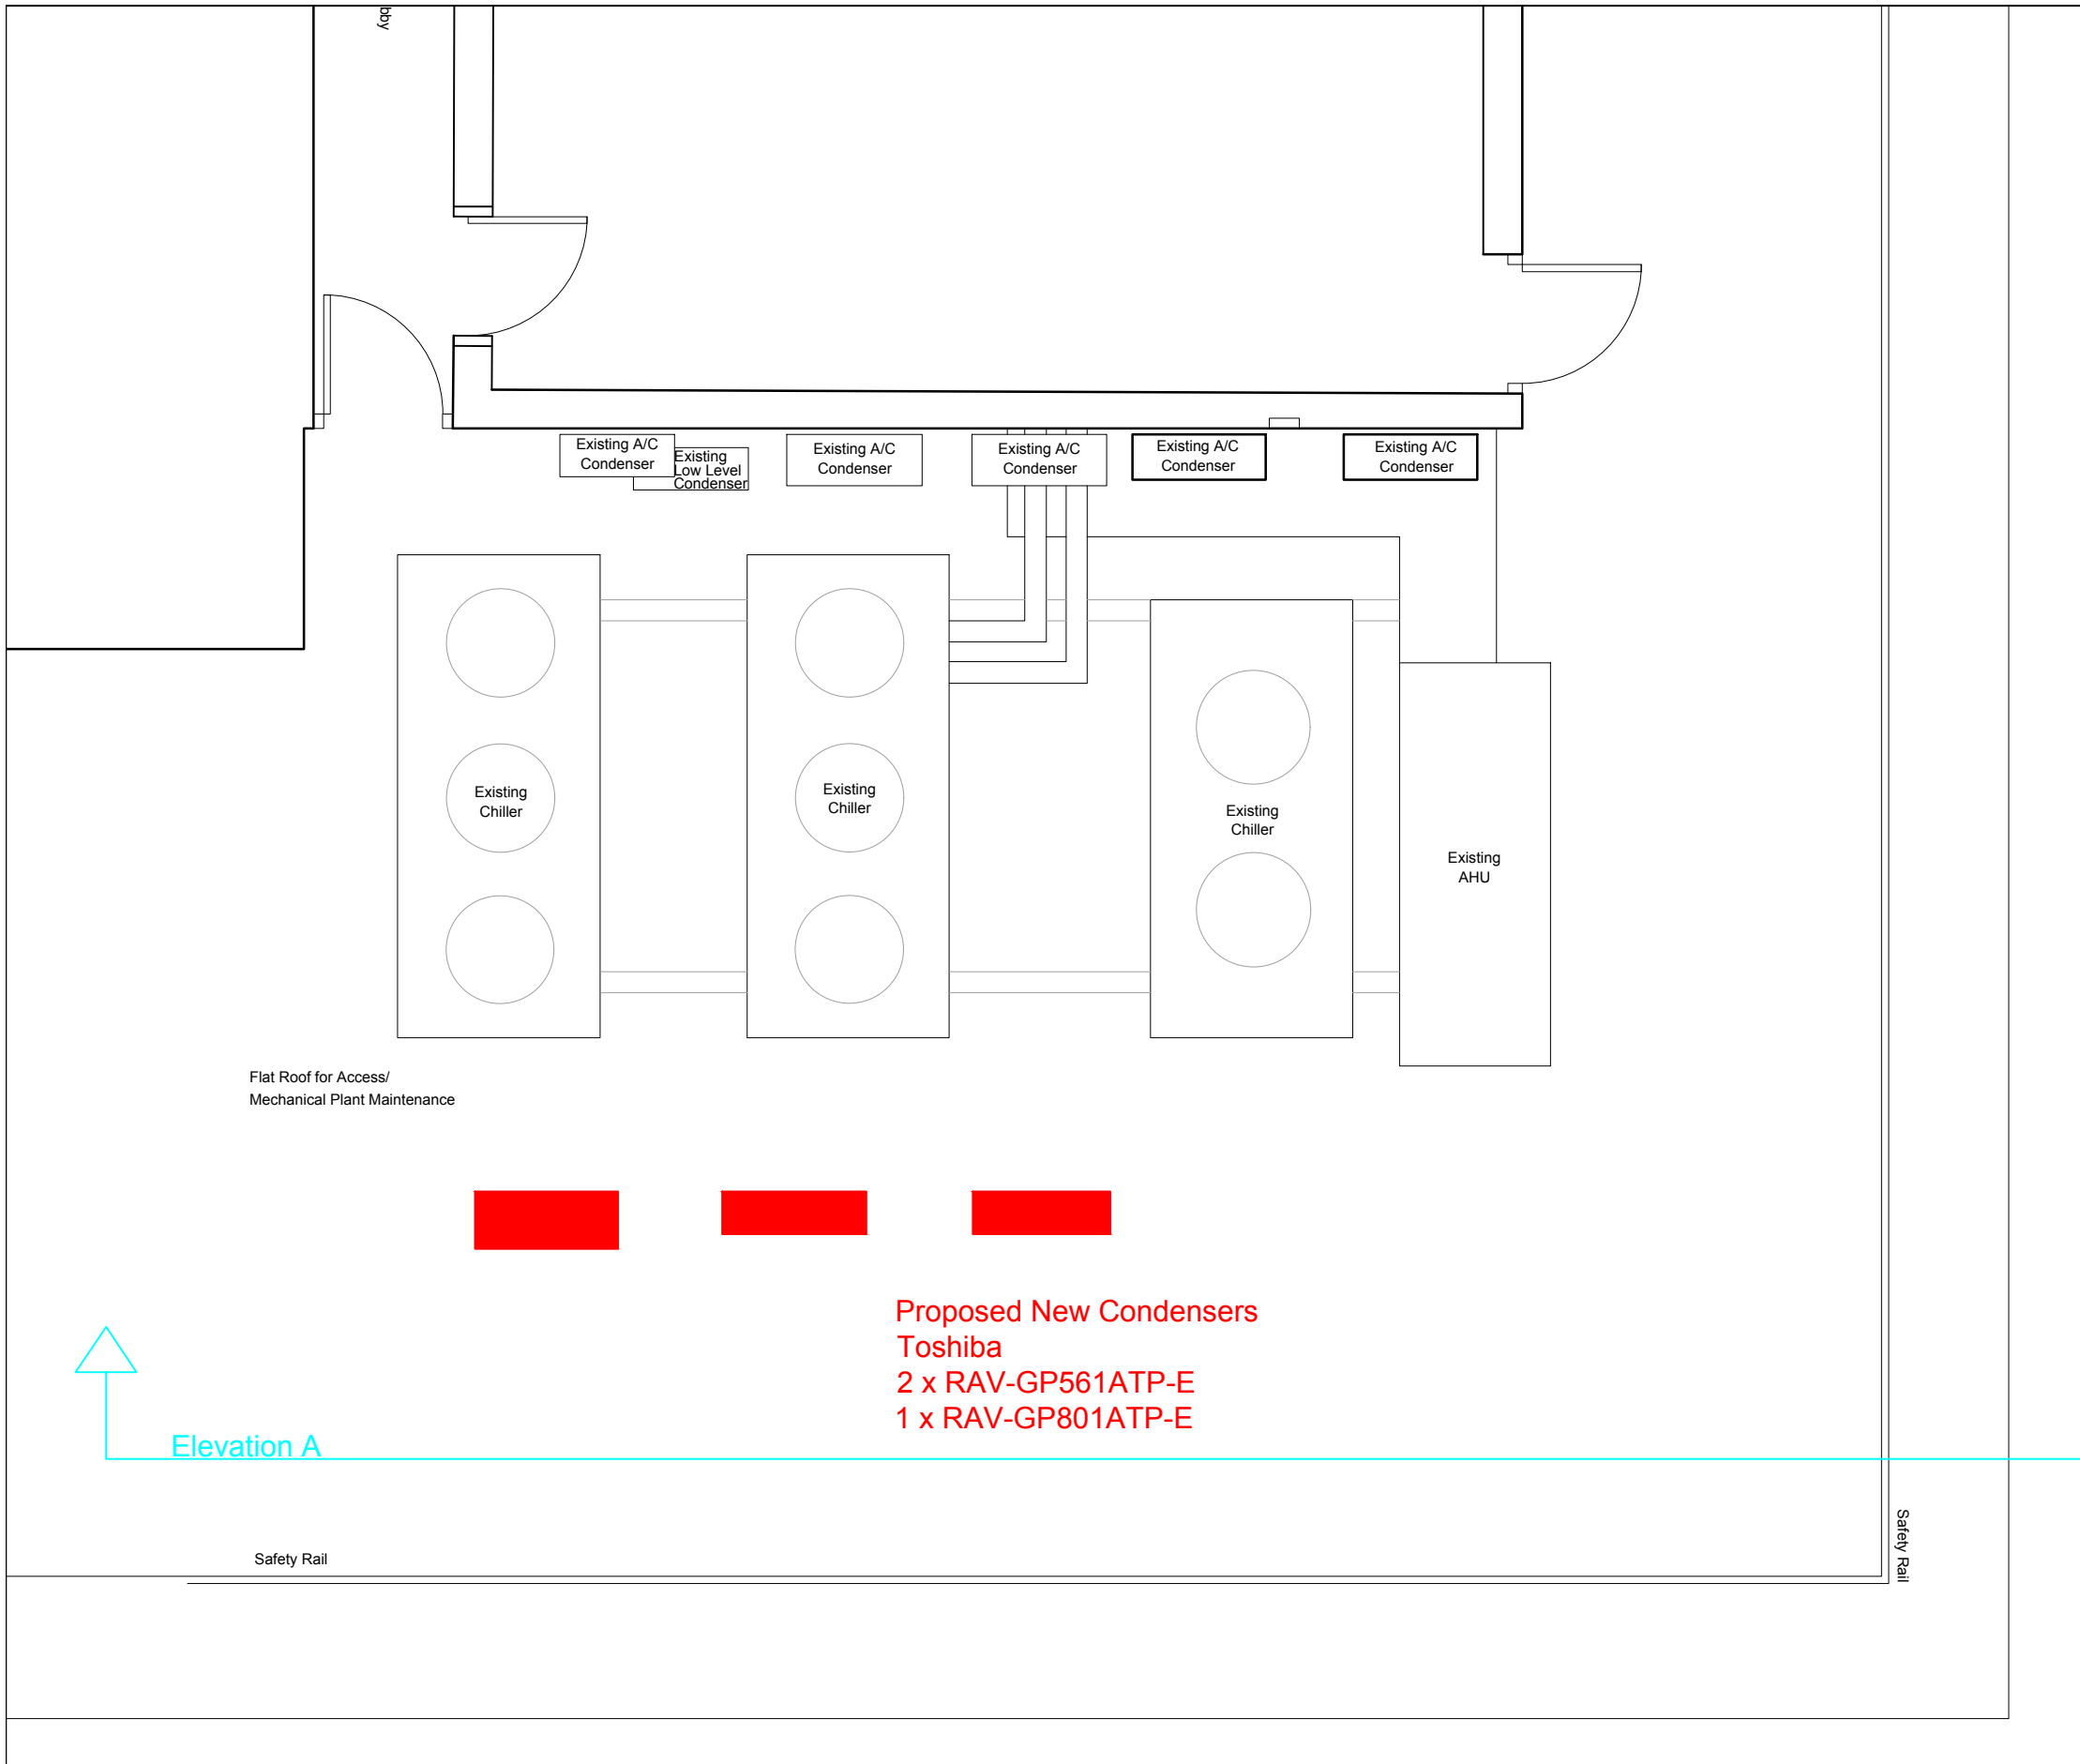 bby
Existing A/C
Condenser
Existing
Low Level
Condenser
Existing A/C
Condenser
Existing A/C
Condenser
Existing A/C
Condenser
Existing A/C
Condenser
Existing
Chiller
Existing
Chiller
Existing
Chiller
Existing
AHU
Flat Roof for Access/
Mechanical Plant Maintenance
Proposed New Condensers
Toshiba
2 x RAV-GP561ATP-E
1 x RAV-GP801ATP-E
Elevation A
Safety Rail
Safety Rail